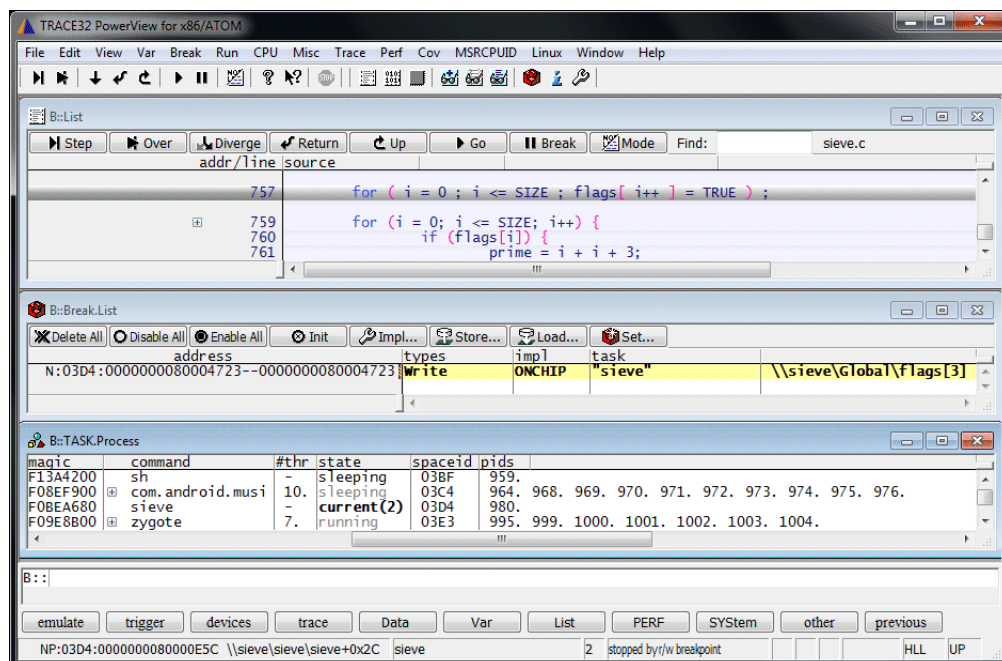 TRACE32 PowerView for x86/ATOM
File Edit View Var Break Run CPU Misc Trace Perf Cov MSRCPUID Linux Window Help
B::List
Step Over Diverge Return Up Go Break Mode Find: sieve.c
addr/line source
757 for ( i = 0 ; i <= SIZE ; flags[ i++ ] = TRUE ) ;
759 for (i = 0; i <= SIZE; i++) {
760 if (flags[i]) {
761 prime = i + i + 3;
B::Break.List
Delete All Disable All Enable All Init Impl... Store... Load... Set...
address types impl task
N:03D4:0000000080004723--0000000080004723 Write ONCHIP "sieve" \\sieve\Global\flags[3]
B::TASK.Process
magic command #thr state spaceid pids
F13A4200 sh - sleeping 03BF 959.
F08EF900 com.android.musi 10. sleeping 03C4 964. 968. 969. 970. 971. 972. 973. 974. 975. 976.
F0BEA680 sieve - current(2) 03D4 980.
F09E8B00 zygote 7. running 03E3 995. 999. 1000. 1001. 1002. 1003. 1004.
B::
emulate trigger devices trace Data Var List PERF SYStem other previous
NP:03D4:0000000080000E5C \\sieve\sieve\sieve+0x2C sieve 2 stopped by r/w breakpoint HLL UP